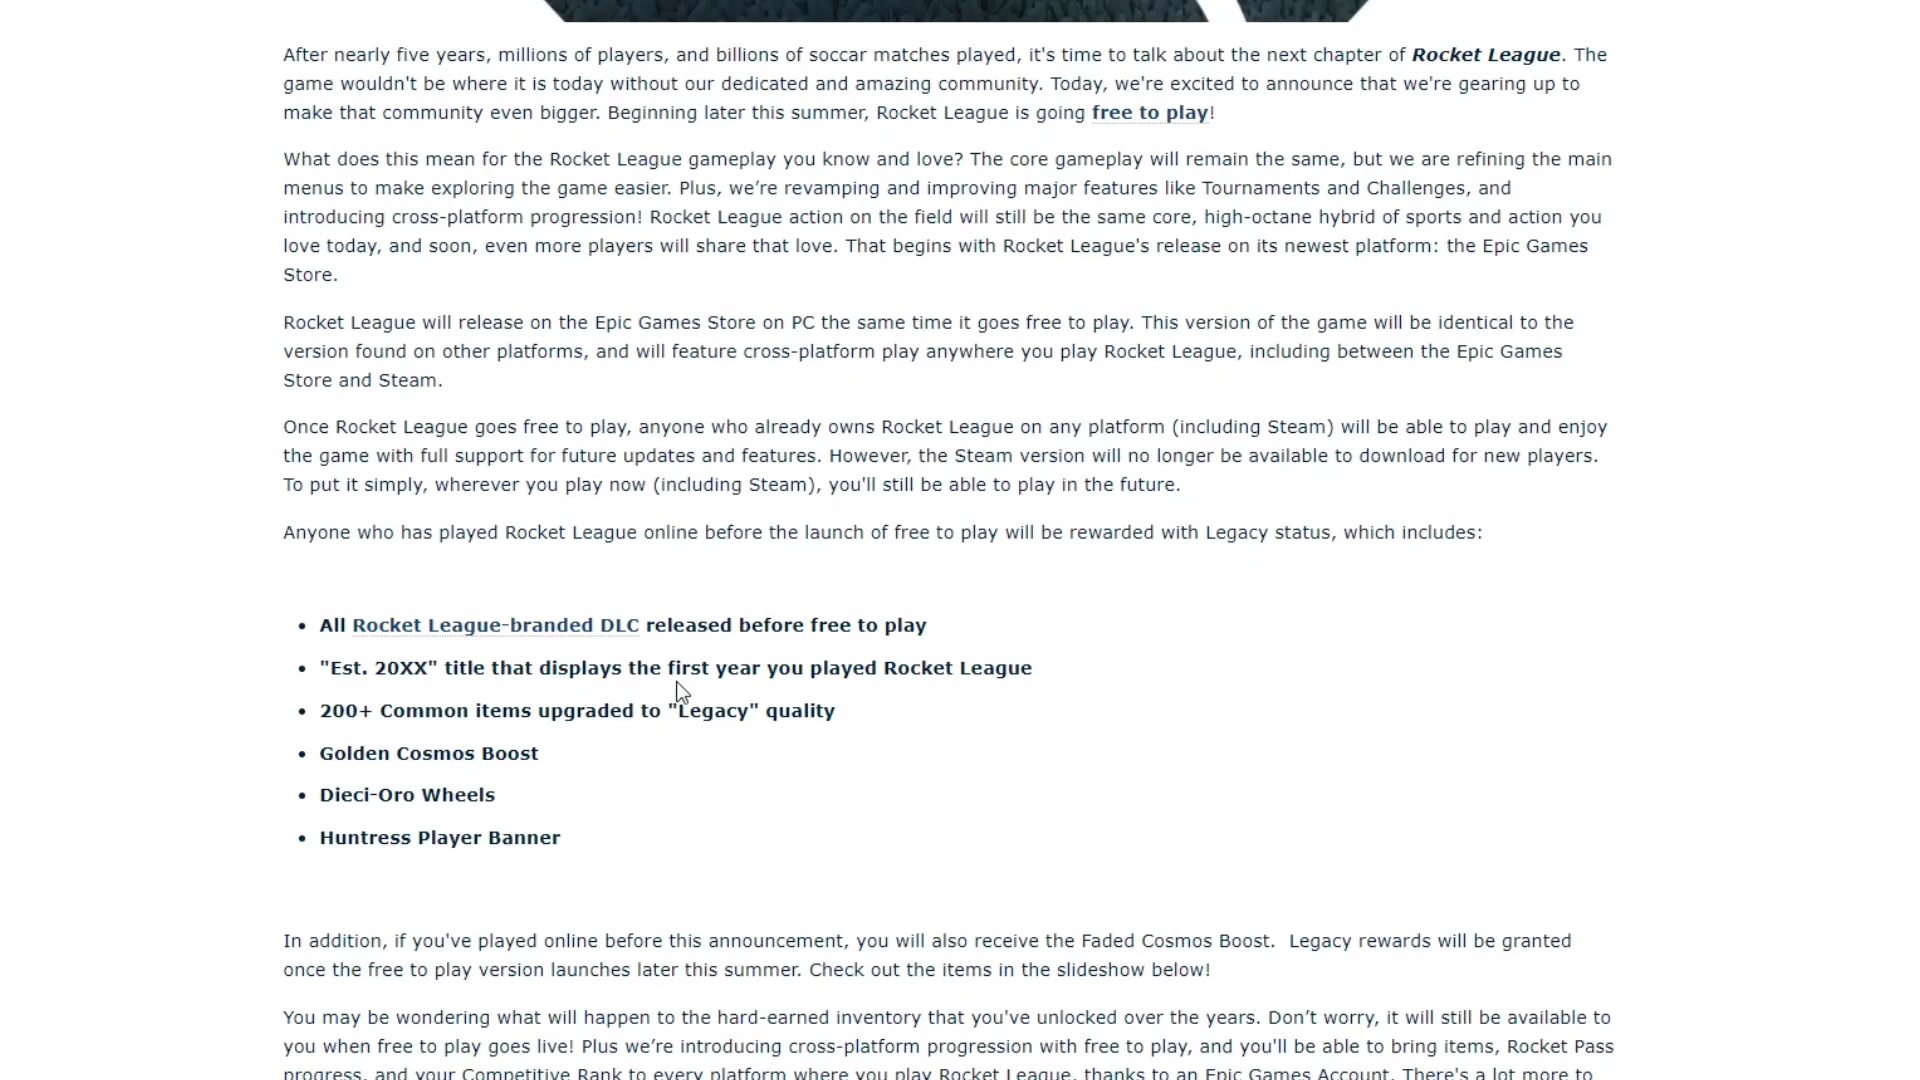 After nearly five years, millions of players, and billions of soccar matches played, it's time to talk about the next chapter of Rocket League. The
game wouldn't be where it is today without our dedicated and amazing community. Today, we're excited to announce that we're gearing up to
make that community even bigger. Beginning later this summer, Rocket League is going free to play!
What does this mean for the Rocket League gameplay you know and love? The core gameplay will remain the same, but we are refining the main
menus to make exploring the game easier. Plus, we’re revamping and improving major features like Tournaments and Challenges, and
introducing cross-platform progression! Rocket League action on the field will still be the same core, high-octane hybrid of sports and action you
love today, and soon, even more players will share that love. That begins with Rocket League's release on its newest platform: the Epic Games
Store.
Rocket League will release on the Epic Games Store on PC the same time it goes free to play. This version of the game will be identical to the
version found on other platforms, and will feature cross-platform play anywhere you play Rocket League, including between the Epic Games
Store and Steam.
Once Rocket League goes free to play, anyone who already owns Rocket League on any platform (including Steam) will be able to play and enjoy
the game with full support for future updates and features. However, the Steam version will no longer be available to download for new players.
To put it simply, wherever you play now (including Steam), you'll still be able to play in the future.
Anyone who has played Rocket League online before the launch of free to play will be rewarded with Legacy status, which includes:
• All Rocket League-branded DLC released before free to play
• "Est. 20XX" title that displays the first year you played Rocket League
• 200+ Common items upgraded to "Legacy" quality
• Golden Cosmos Boost
• Dieci-Oro Wheels
• Huntress Player Banner
In addition, if you've played online before this announcement, you will also receive the Faded Cosmos Boost. Legacy rewards will be granted
once the free to play version launches later this summer. Check out the items in the slideshow below!
You may be wondering what will happen to the hard-earned inventory that you've unlocked over the years. Don’t worry, it will still be available to
you when free to play goes live! Plus we’re introducing cross-platform progression with free to play, and you'll be able to bring items, Rocket Pass
progress, and your Competitive Rank to every platform where you play Rocket League, thanks to an Epic Games Account. There's a lot more to